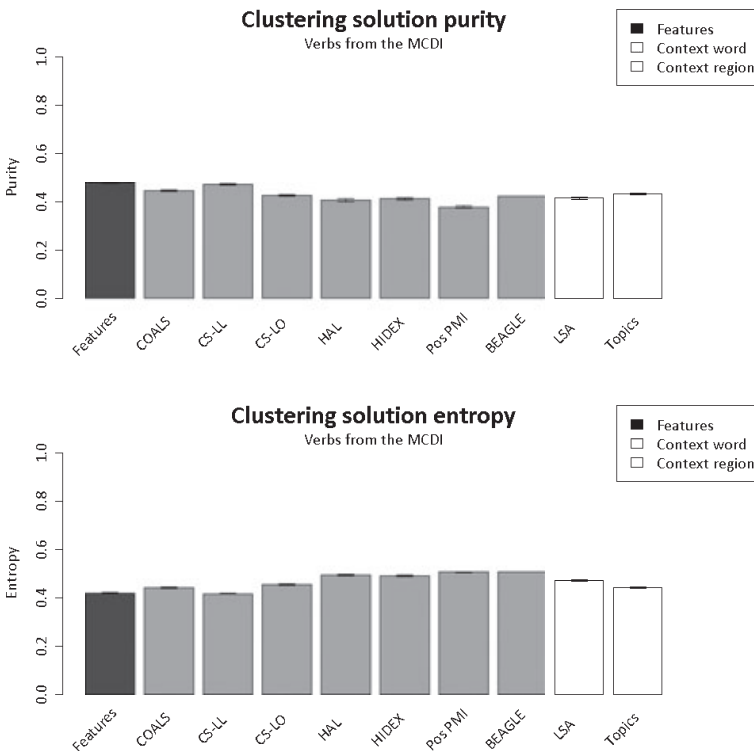 Clustering solution purity
Verbs from the MCDI
Features
Context word
Context region
Purity
1.0
0.8
0.6
0.4
0.2
0.0
Features
COALS
CS-LL
CS-LO
HAL
HIDEX
Pos PMI
BEAGLE
LSA
Topics
Clustering solution entropy
Verbs from the MCDI
Features
Context word
Context region
Entropy
1.0
0.8
0.6
0.4
0.2
0.0
Features
COALS
CS-LL
CS-LO
HAL
HIDEX
Pos PMI
BEAGLE
LSA
Topics